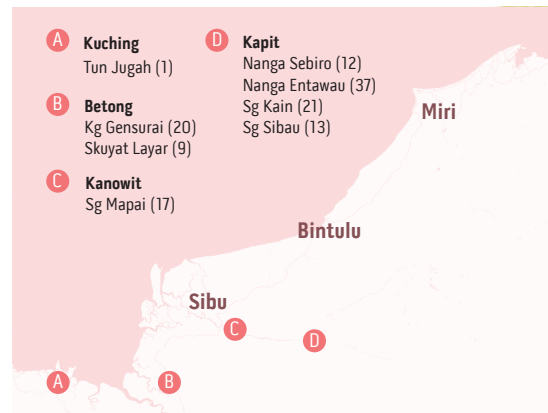 A Kuching
Tun Jugah (1)
B Betong
Kg Gensurai (20)
Skuyat Layar (9)
C Kanowit
Sg Mapai (17)
D Kapit
Nanga Sebiro (12)
Nanga Entawau (37)
Sg Kain (21)
Sg Sibau (13)
Miri
Bintulu
Sibu
C
D
A
B